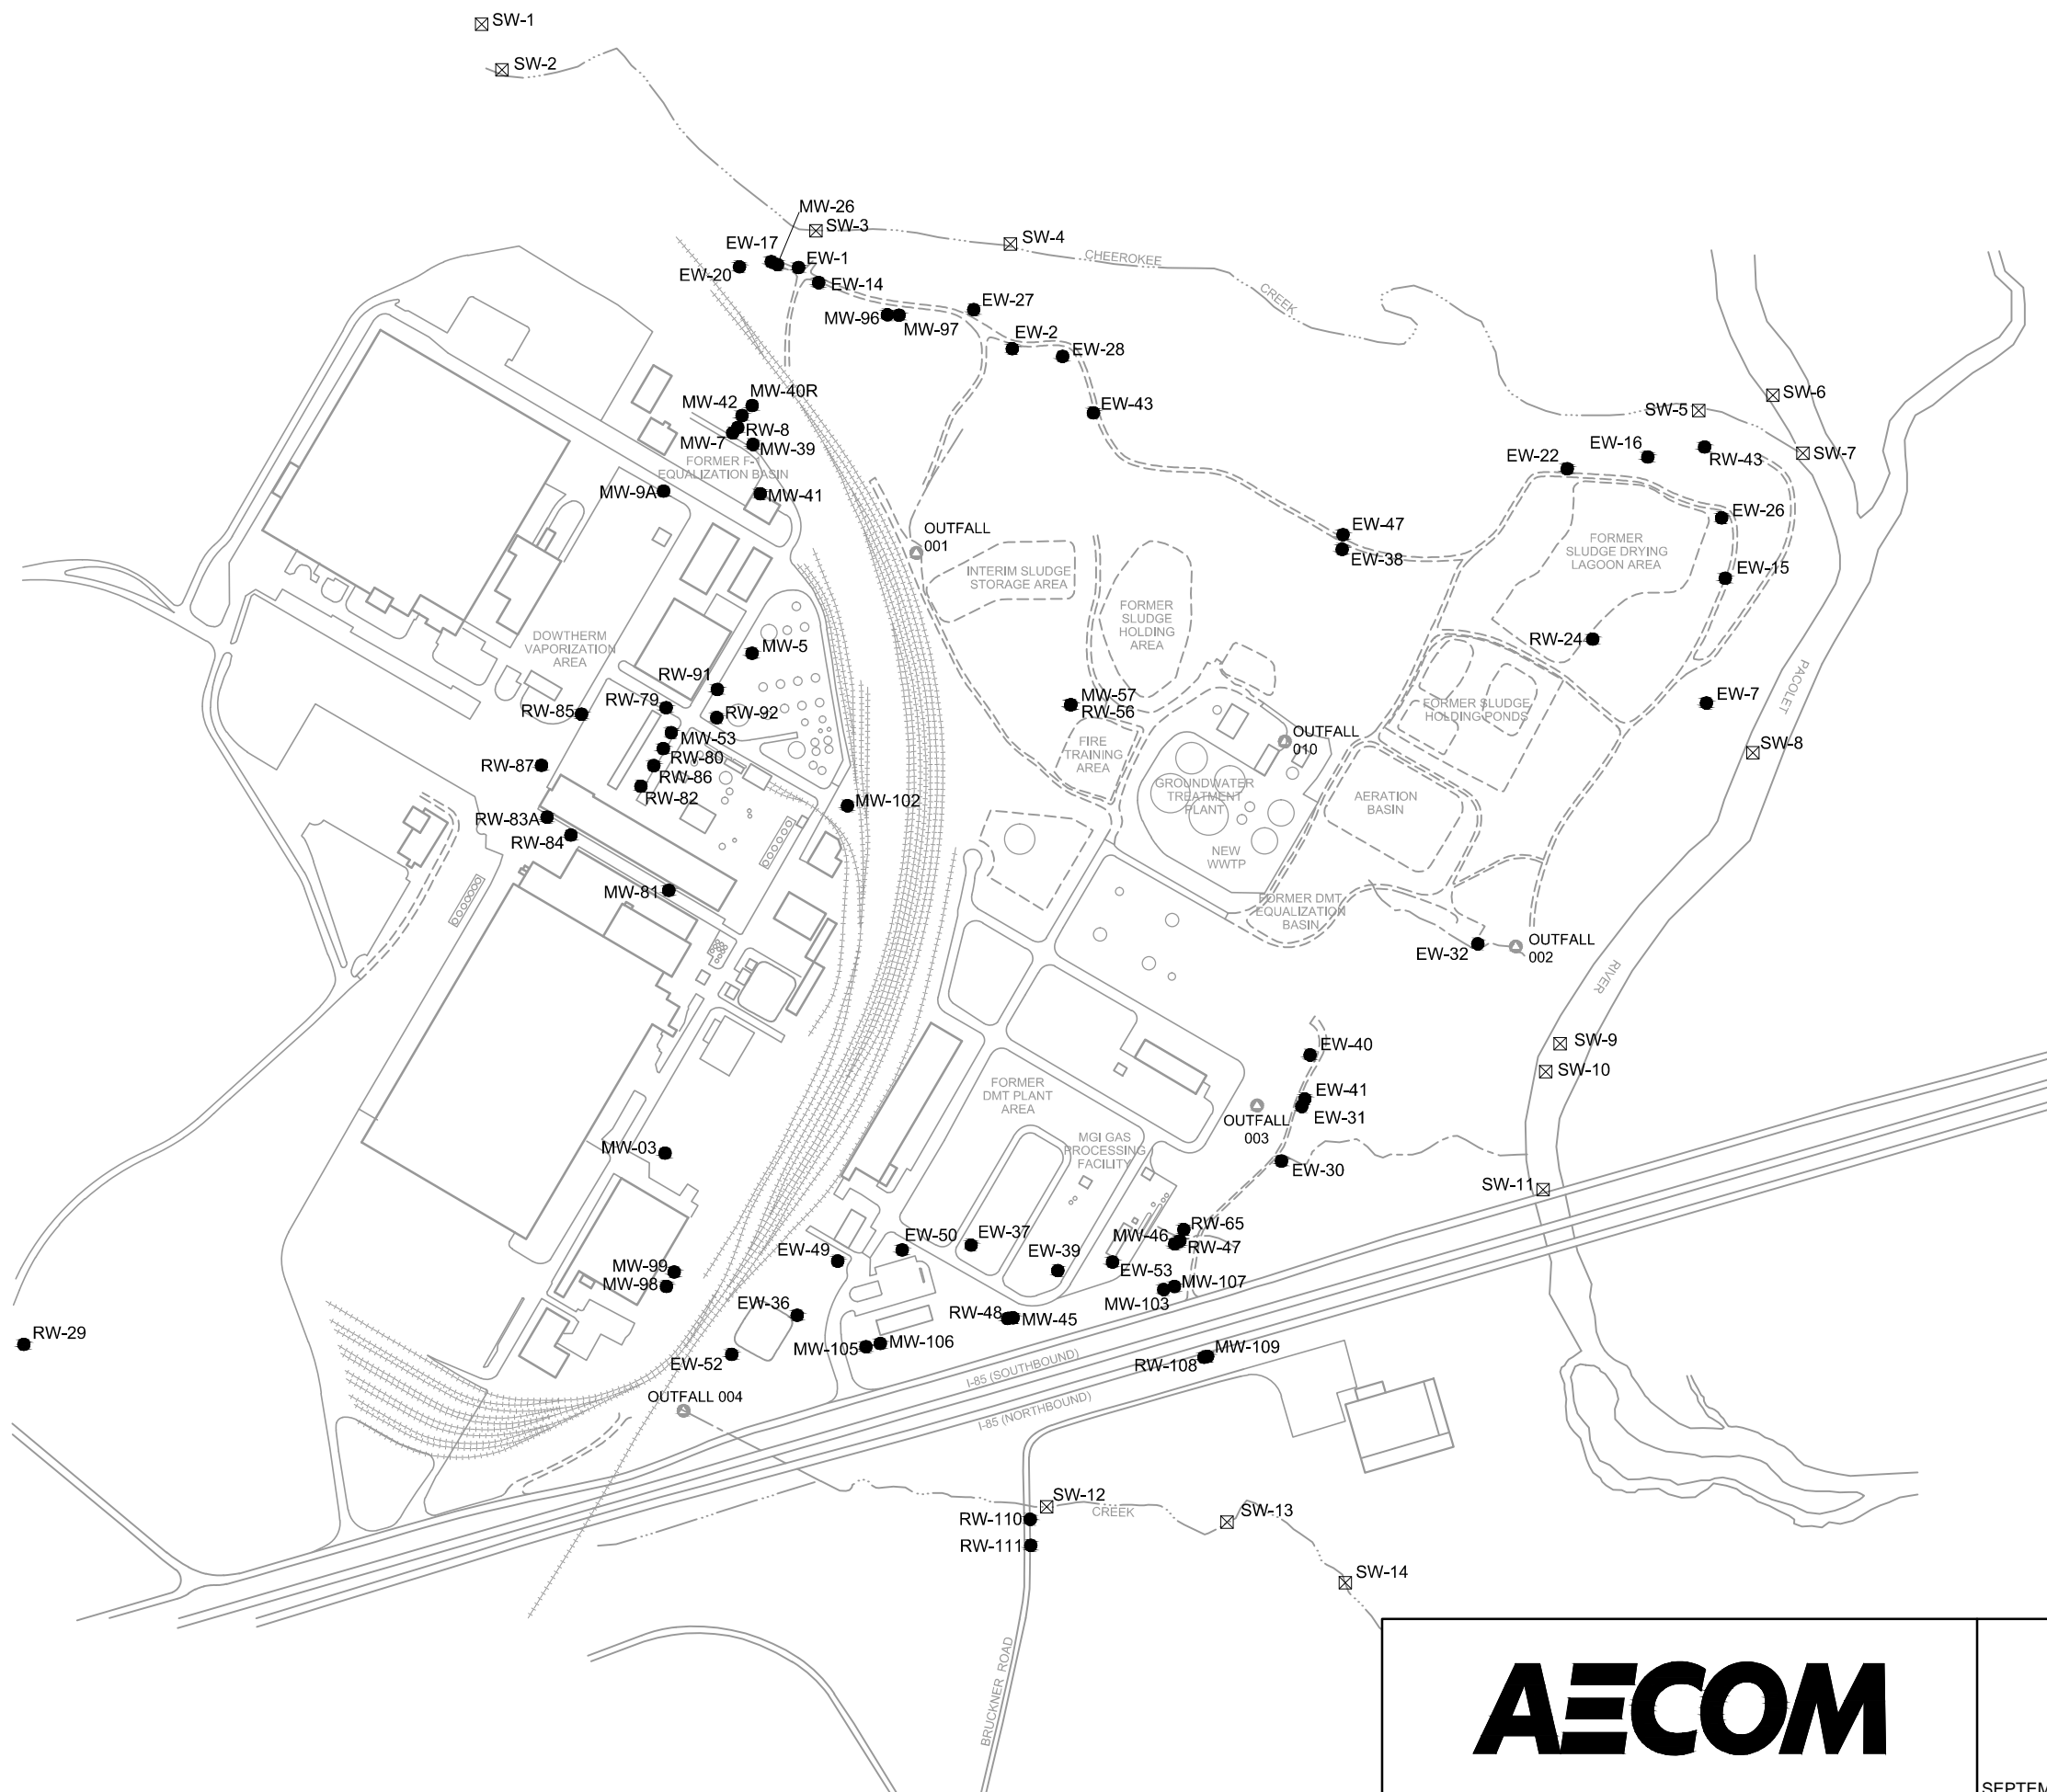 SW-1
SW-2
MW-26
SW-3
SW-4
EW-17
EW-1
EW-20
EW-14
CHEEROKEE
CREEK
EW-27
MW-96
MW-97
EW-2
EW-28
MW-40R
MW-42
EW-43
RW-8
MW-7
MW-39
FORMER F-1
EQUALIZATION BASIN
MW-9A
MW-41
SW-6
SW-5
EW-16
RW-43
SW-7
EW-22
EW-26
EW-47
EW-38
OUTFALL
001
FORMER
SLUDGE DRYING
LAGOON AREA
EW-15
INTERIM SLUDGE
STORAGE AREA
FORMER
SLUDGE
HOLDING
AREA
DOWTHERM
VAPORIZATION
AREA
MW-5
RW-24
RW-91
RW-79
RW-85
RW-92
MW-57
RW-56
EW-7
PACOLET
FORMER SLUDGE
HOLDING PONDS
MW-53
RW-80
RW-87
RW-86
RW-82
FIRE
TRAINING
AREA
OUTFALL
010
SW-8
GROUNDWATER
TREATMENT
PLANT
AERATION
BASIN
MW-102
RW-83A
RW-84
NEW
WWTP
MW-81
FORMER DMT
EQUALIZATION
BASIN
EW-32
OUTFALL
002
RIVER
SW-9
SW-10
EW-40
FORMER
DMT PLANT
AREA
EW-41
EW-31
OUTFALL
003
MGI GAS
PROCESSING
FACILITY
MW-03
EW-30
SW-11
RW-65
MW-46
RW-47
EW-50
EW-37
EW-49
EW-39
EW-53
MW-99
MW-98
MW-107
MW-103
EW-36
RW-48
MW-45
RW-29
MW-105
MW-106
EW-52
MW-109
RW-108
I-85 (SOUTHBOUND)
I-85 (NORTHBOUND)
OUTFALL 004
SW-12
CREEK
SW-13
RW-110
RW-111
SW-14
BRUCKNER ROAD
AECOM
SEPTEM